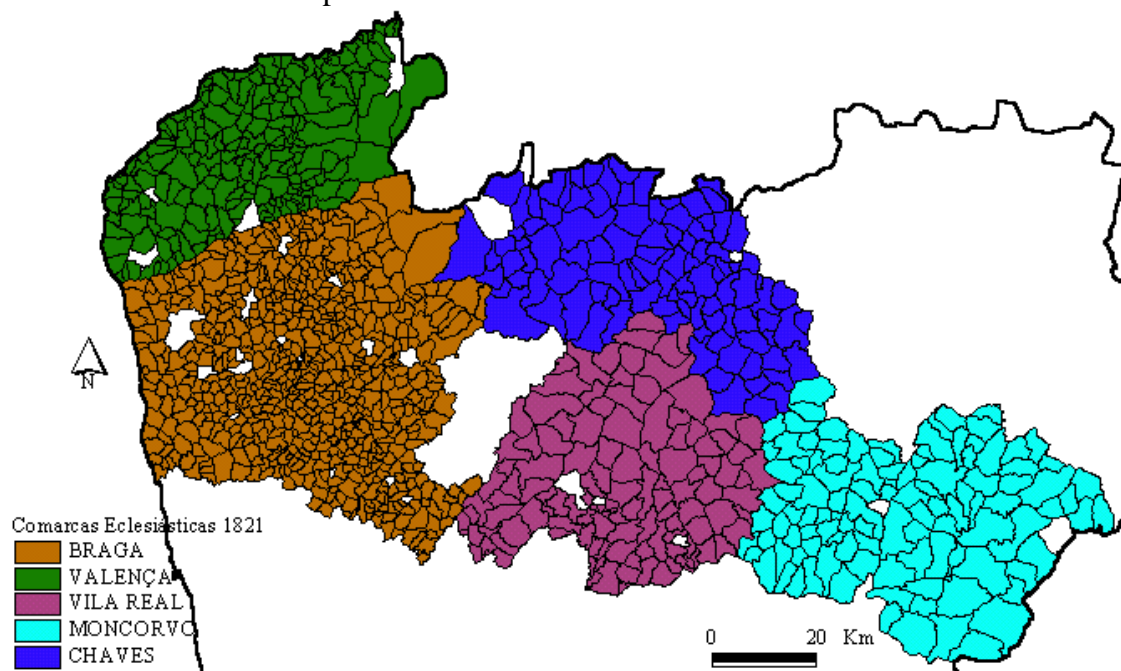 N
Comarcas Eclesiásticas 1821
BRAGA
VALENÇA
VILA REAL
MONCORVO
CHAVES
0 20 Km